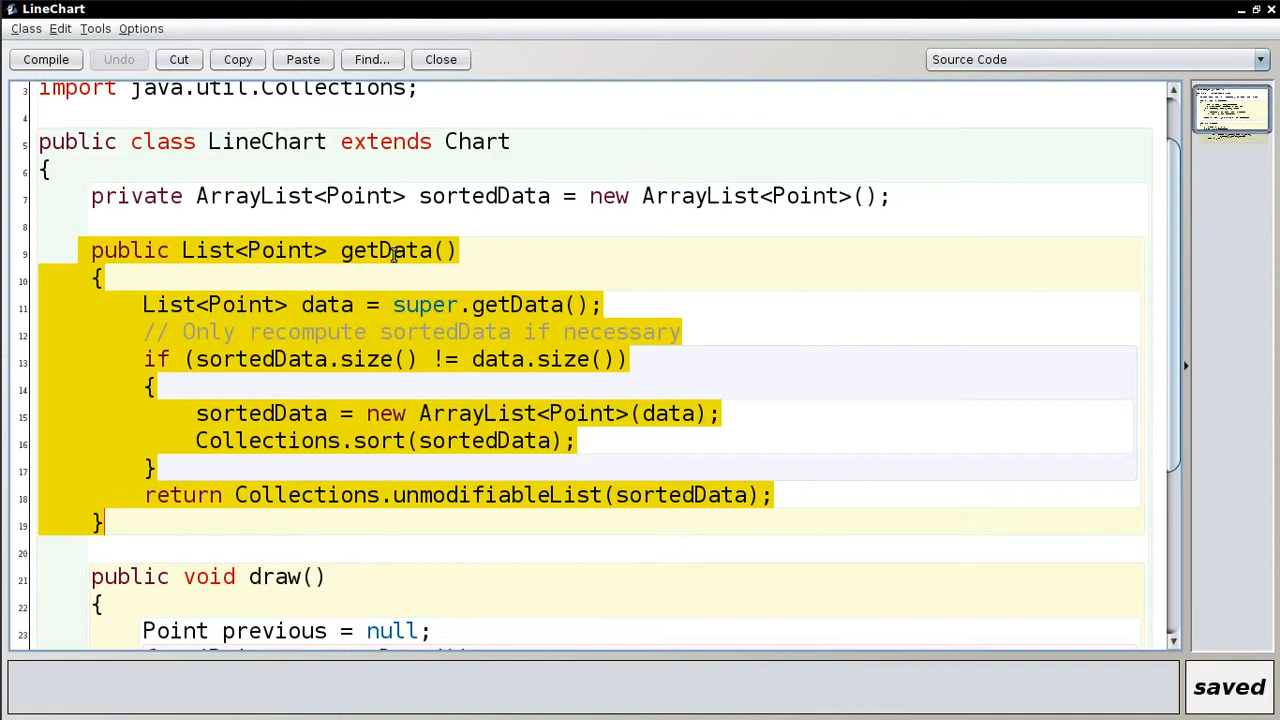 LineChart
Class Edit Tools Options
Compile Undo Cut Copy Paste Find... Close Source Code
3 import java.util.Collections;
4
5 public class LineChart extends Chart
6 {
7 private ArrayList<Point> sortedData = new ArrayList<Point>();
8
9 public List<Point> getData()
10 {
11 List<Point> data = super.getData();
12 // Only recompute sortedData if necessary
13 if (sortedData.size() != data.size())
14 {
15 sortedData = new ArrayList<Point>(data);
16 Collections.sort(sortedData);
17 }
18 return Collections.unmodifiableList(sortedData);
19 }
20
21 public void draw()
22 {
23 Point previous = null;
saved